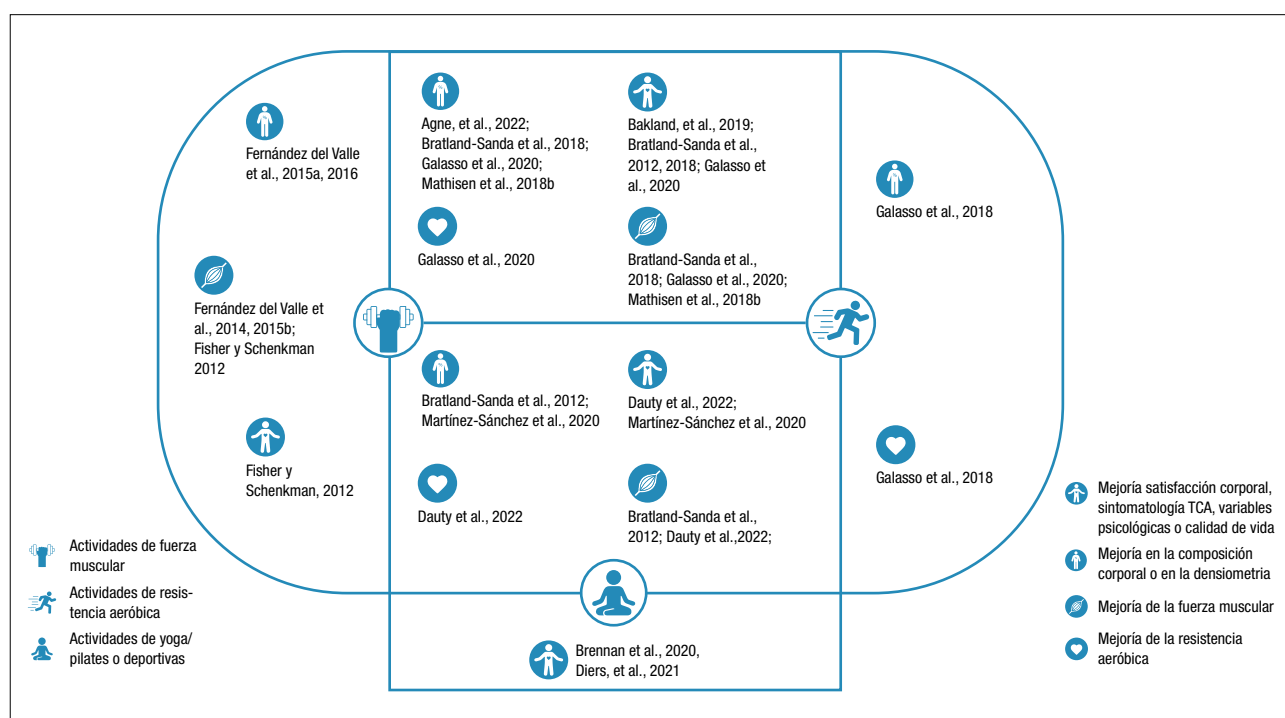 Fernández del Valle
et al., 2015a, 2016
Fernández del Valle et
al., 2014, 2015b;
Fisher y Schenkman
2012
Fisher y
Schenkman, 2012
Agne, et al., 2022;
Bratland-Sanda et al., 2018;
Galasso et al., 2020;
Mathisen et al., 2018b
Bakland, et al., 2019;
Bratland-Sanda et al.,
2012, 2018; Galasso et
al., 2020
Galasso et al., 2020
Bratland-Sanda et al.,
2018; Galasso et al., 2020;
Mathisen et al., 2018b
Bratland-Sanda et al., 2012;
Martínez-Sánchez et al., 2020
Dauty et al., 2022;
Martínez-Sánchez et al., 2020
Dauty et al., 2022
Bratland-Sanda et al.,
2012; Dauty et al.,2022;
Galasso et al., 2018
Galasso et al., 2018
Brennan et al., 2020,
Diers, et al., 2021
Actividades de fuerza
muscular
Actividades de resis-
tencia aeróbica
Actividades de yoga/
pilates o deportivas
Mejoría satisfacción corporal,
sintomatología TCA, variables
psicológicas o calidad de vida
Mejoría en la composición
corporal o en la densiometria
Mejoría de la fuerza muscular
Mejoría de la resistencia
aeróbica